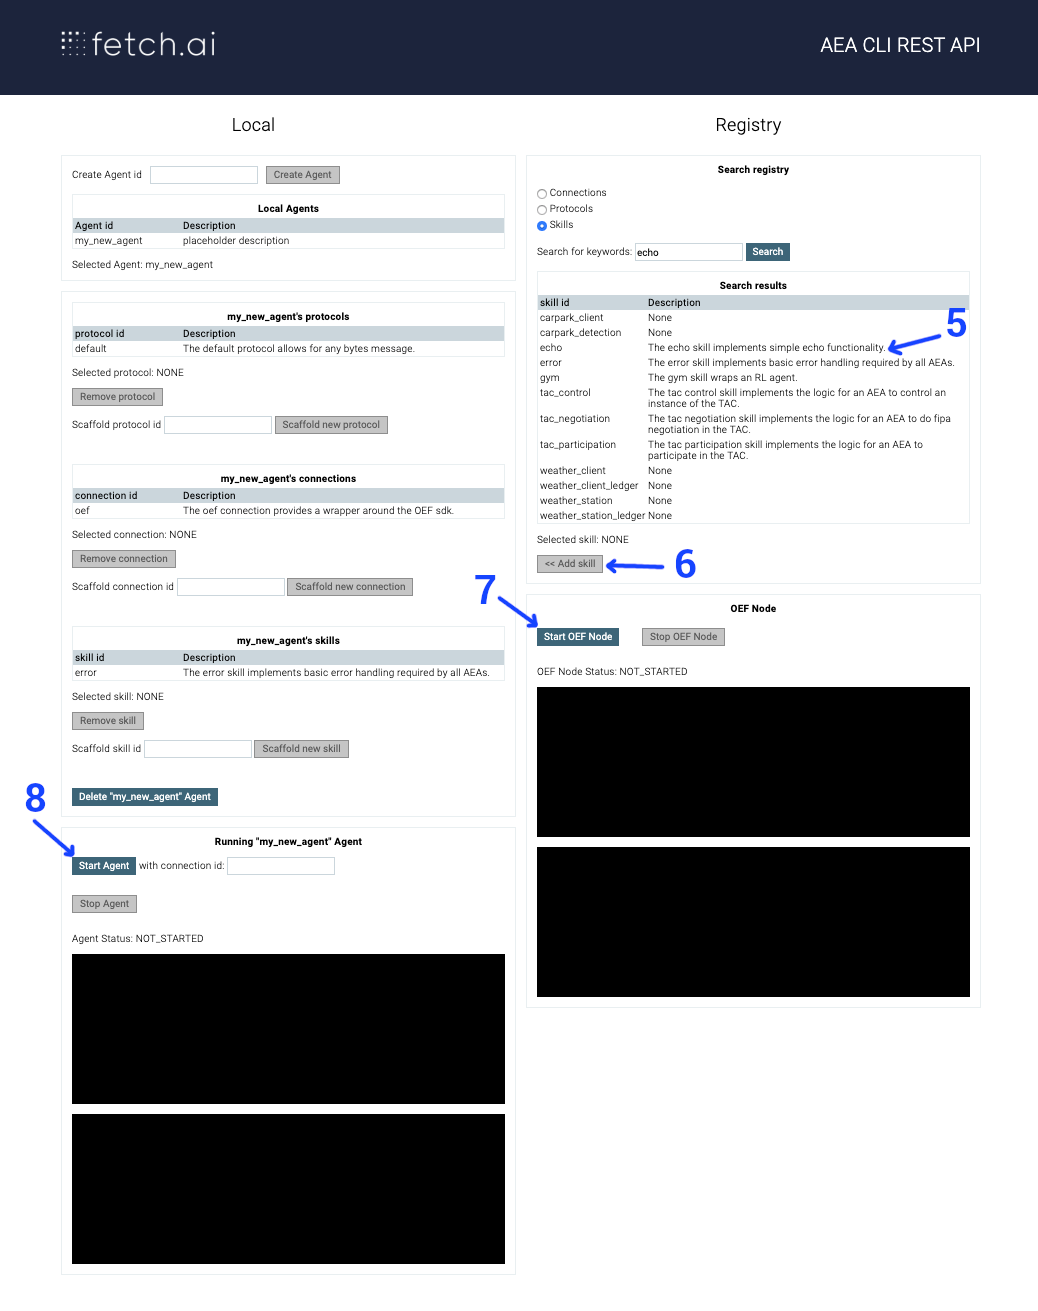 fetch.ai
AEA CLI REST API
Local
Create Agent id
Create Agent
Local Agents
Agent id Description
my_new_agent placeholder description
Selected Agent: my_new_agent
my_new_agent's protocols
protocol id Description
default The default protocol allows for any bytes message.
Selected protocol: NONE
Remove protocol
Scaffold protocol id Scaffold new protocol
my_new_agent's connections
connection id Description
oef The oef connection provides a wrapper around the OEF sdk.
Selected connection: NONE
Remove connection
Scaffold connection id Scaffold new connection
my_new_agent's skills
skill id Description
error The error skill implements basic error handling required by all AEAs.
Selected skill: NONE
Remove skill
Scaffold skill id Scaffold new skill
8
Delete "my_new_agent" Agent
Running "my_new_agent" Agent
Start Agent with connection id:
Stop Agent
Agent Status: NOT_STARTED
Registry
Search registry
Connections
Protocols
Skills
Search for keywords: echo Search
Search results
skill id Description
carpark_client None
5
carpark_detection None
echo The echo skill implements simple echo functionality.
error The error skill implements basic error handling required by all AEAs.
gym The gym skill wraps an RL agent.
tac_control The tac control skill implements the logic for an AEA to control an
instance of the TAC.
tac_negotiation The tac negotiation skill implements the logic for an AEA to do fipa
negotiation in the TAC.
tac_participation The tac participation skill implements the logic for an AEA to
participate in the TAC.
weather_client None
weather_client_ledger None
weather_station None
weather_station_ledger None
Selected skill: NONE
<< Add skill
6
7
OEF Node
Start OEF Node Stop OEF Node
OEF Node Status: NOT_STARTED